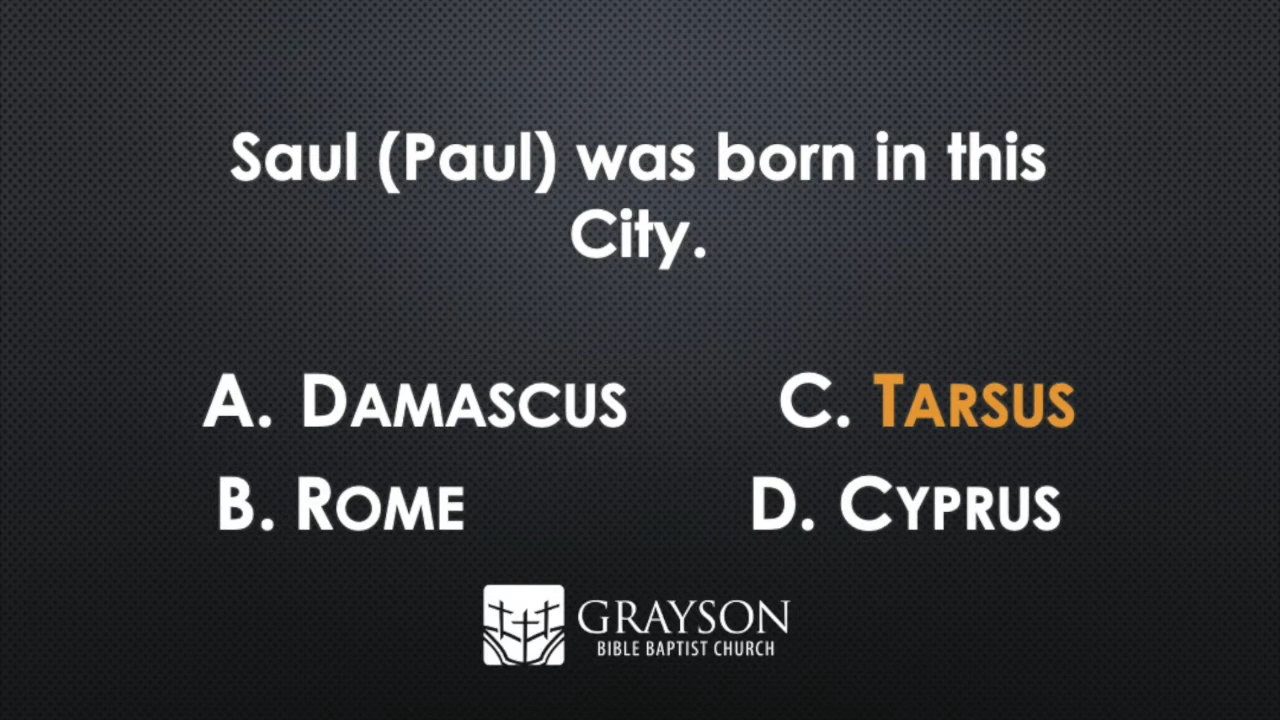 Saul (Paul) was born in this
City.
A. DAMASCUS
C. TARSUS
B. ROME
D. CYPRUS
GRAYSON
BIBLE BAPTIST CHURCH